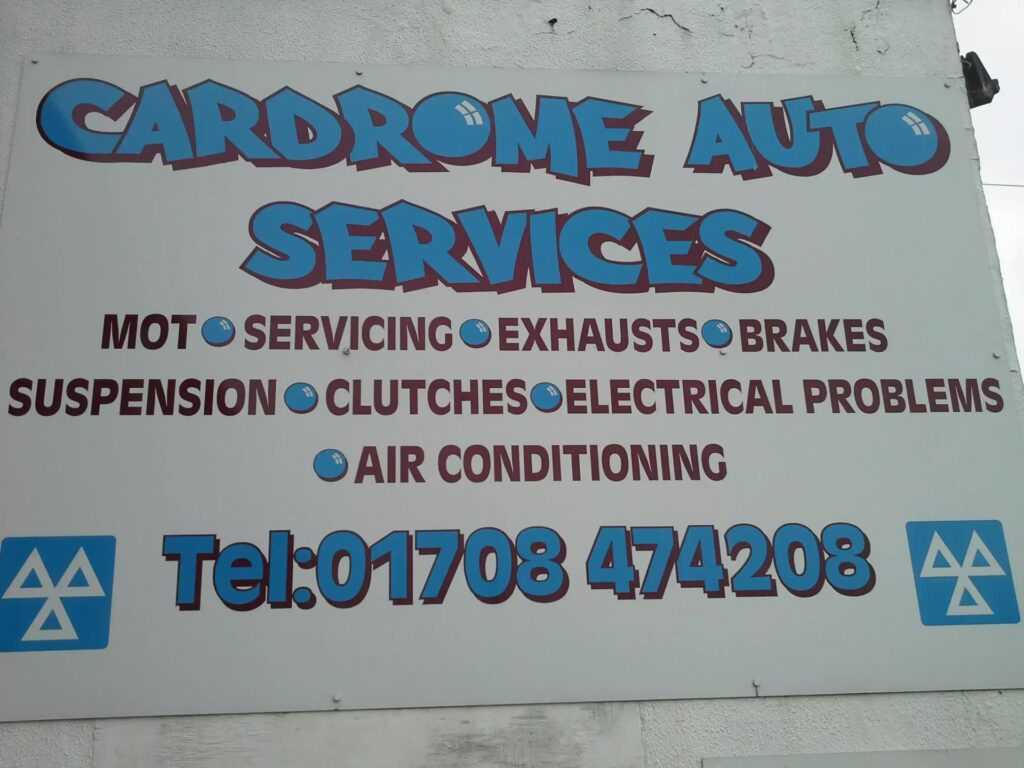 CARDROME AUTO
SERVICES
MOT • SERVICING • EXHAUSTS • BRAKES
SUSPENSION • CLUTCHES • ELECTRICAL PROBLEMS
• AIR CONDITIONING
Tel:01708 474208